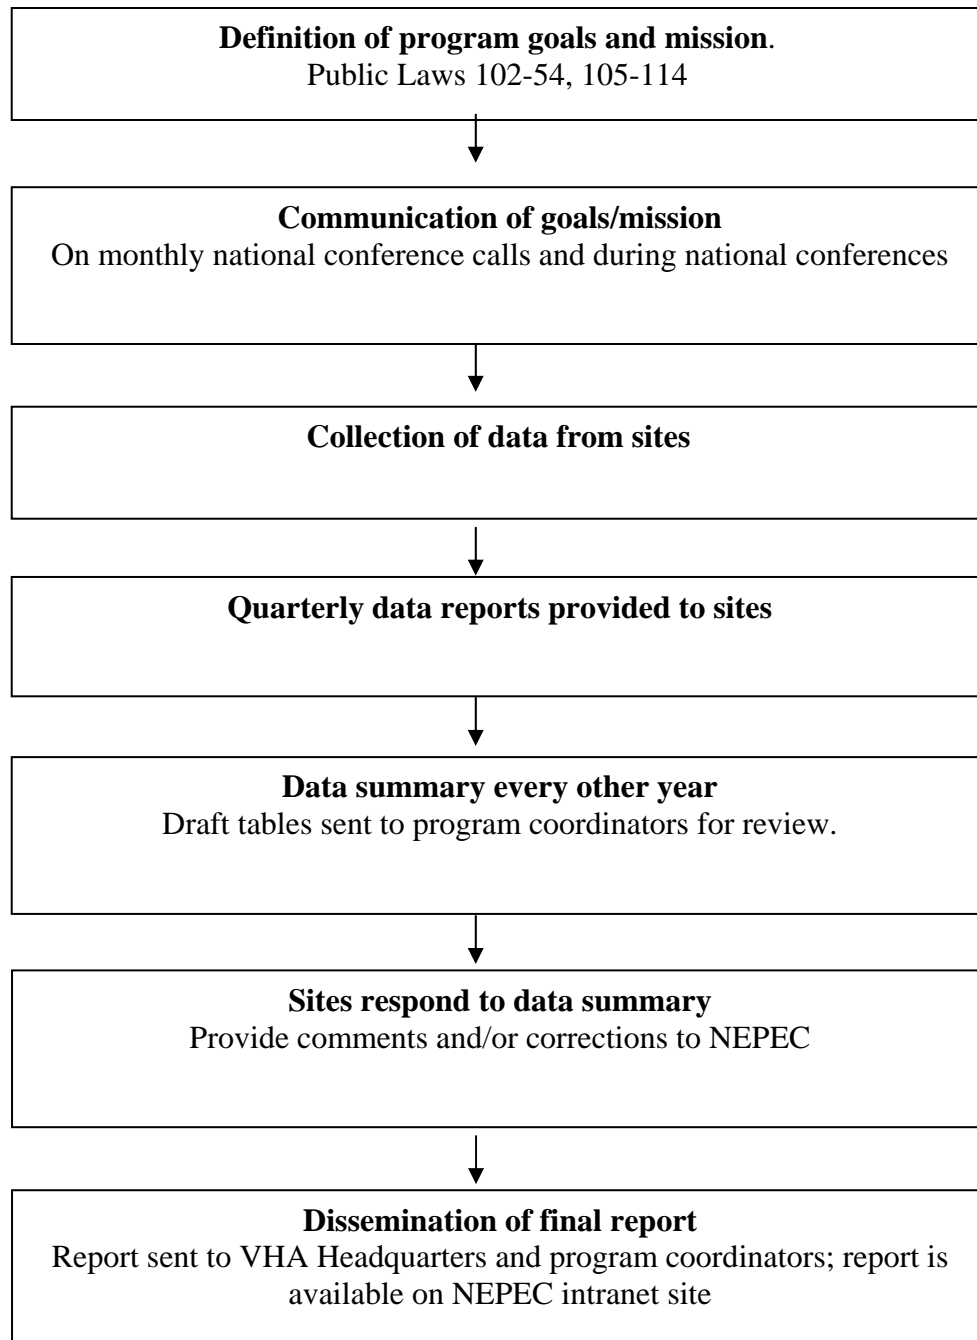 Definition of program goals and mission.
Public Laws 102-54, 105-114
Communication of goals/mission
On monthly national conference calls and during national conferences
Collection of data from sites
Quarterly data reports provided to sites
Data summary every other year
Draft tables sent to program coordinators for review.
Sites respond to data summary
Provide comments and/or corrections to NEPEC
Dissemination of final report
Report sent to VHA Headquarters and program coordinators; report is
available on NEPEC intranet site